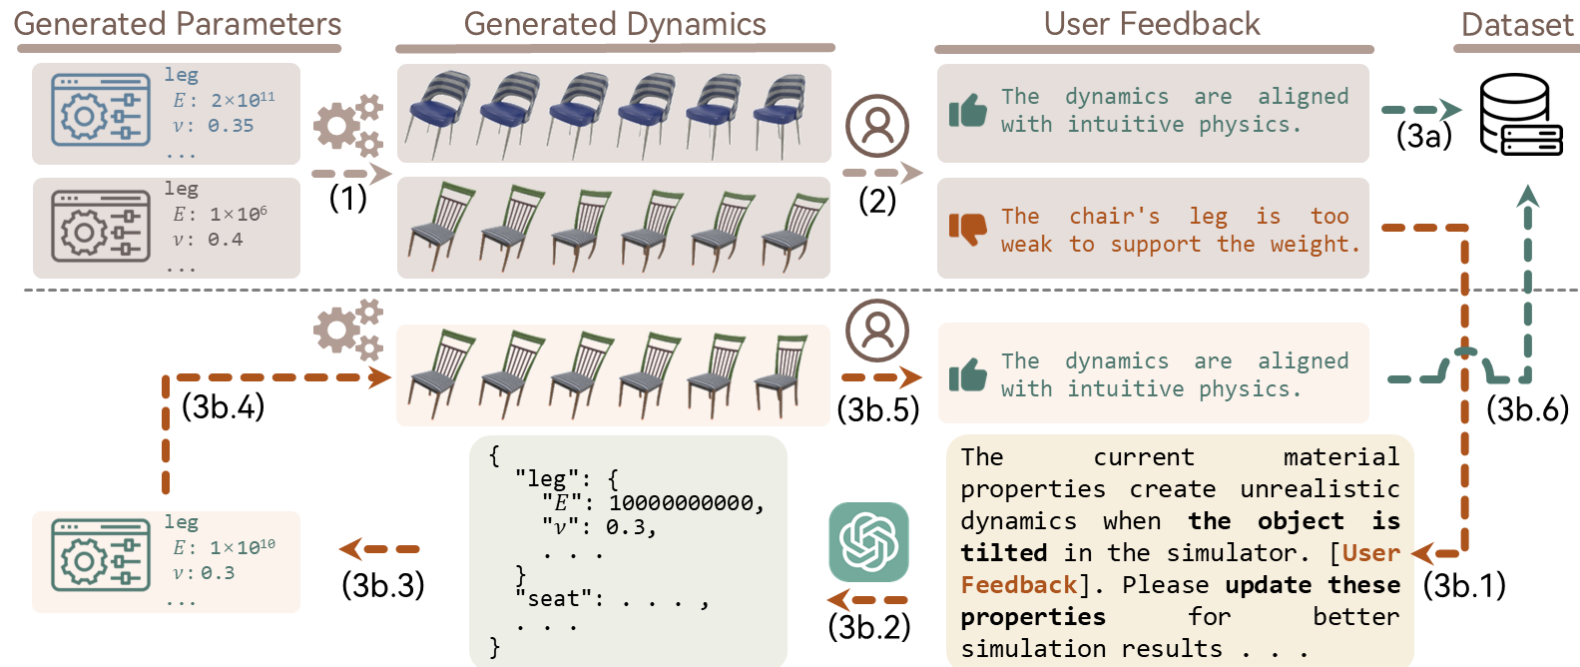 Generated Parameters
Generated Dynamics
User Feedback
Dataset
leg
E: 2×10¹¹
ν: 0.35
...
(1)
(2)
The dynamics are aligned
with intuitive physics.
(3a)
leg
E: 1×10⁶
ν: 0.4
...
The chair's leg is too
weak to support the weight.
(3b.4)
(3b.5)
The dynamics are aligned
with intuitive physics.
(3b.6)
leg
E: 1×10¹⁰
ν:0.3
...
(3b.3)
{
"leg": {
"E": 10000000000,
"ν": 0.3,
. . .
}
"seat": . . . ,
. . .
}
(3b.2)
The current material
properties create unrealistic
dynamics when the object is
tilted in the simulator. [User
Feedback]. Please update these
properties for better
simulation results . . .
(3b.1)